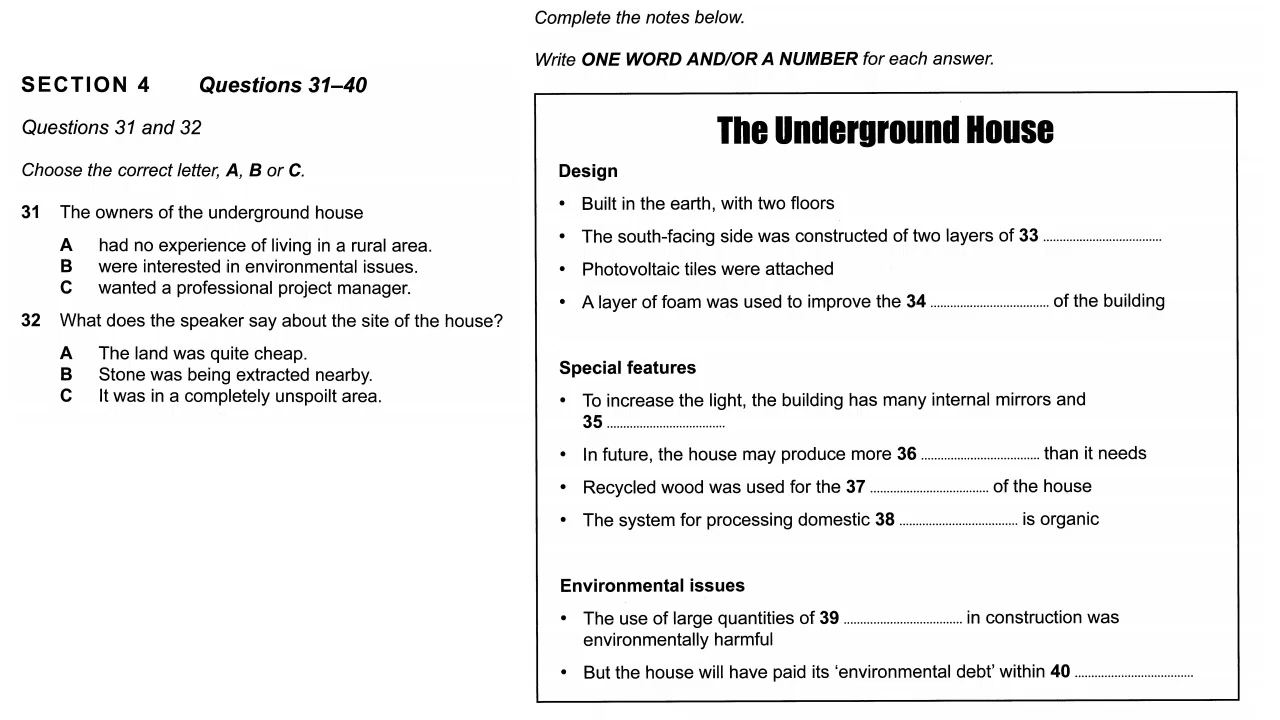 SECTION 4 Questions 31–40
Questions 31 and 32
Choose the correct letter, A, B or C.
31 The owners of the underground house
A had no experience of living in a rural area.
B were interested in environmental issues.
C wanted a professional project manager.
32 What does the speaker say about the site of the house?
A The land was quite cheap.
B Stone was being extracted nearby.
C It was in a completely unspoilt area.
Complete the notes below.
Write ONE WORD AND/OR A NUMBER for each answer.
The Underground House
Design
• Built in the earth, with two floors
• The south-facing side was constructed of two layers of 33 ....................................
• Photovoltaic tiles were attached
• A layer of foam was used to improve the 34 .................................... of the building
Special features
• To increase the light, the building has many internal mirrors and
35 ....................................
• In future, the house may produce more 36 .................................... than it needs
• Recycled wood was used for the 37 .................................... of the house
• The system for processing domestic 38 .................................... is organic
Environmental issues
• The use of large quantities of 39 .................................... in construction was
environmentally harmful
• But the house will have paid its ‘environmental debt’ within 40 ....................................